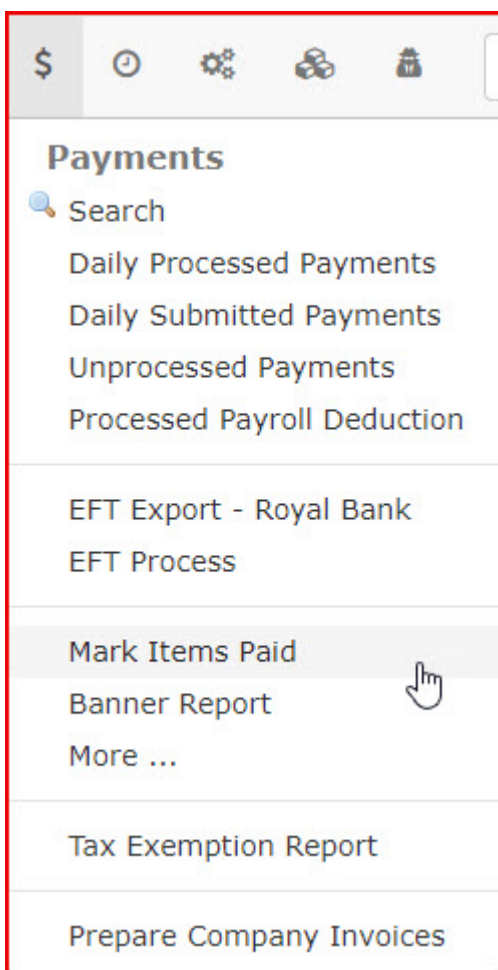 $
Payments
Search
Daily Processed Payments
Daily Submitted Payments
Unprocessed Payments
Processed Payroll Deduction
EFT Export - Royal Bank
EFT Process
Mark Items Paid
Banner Report
More ...
Tax Exemption Report
Prepare Company Invoices